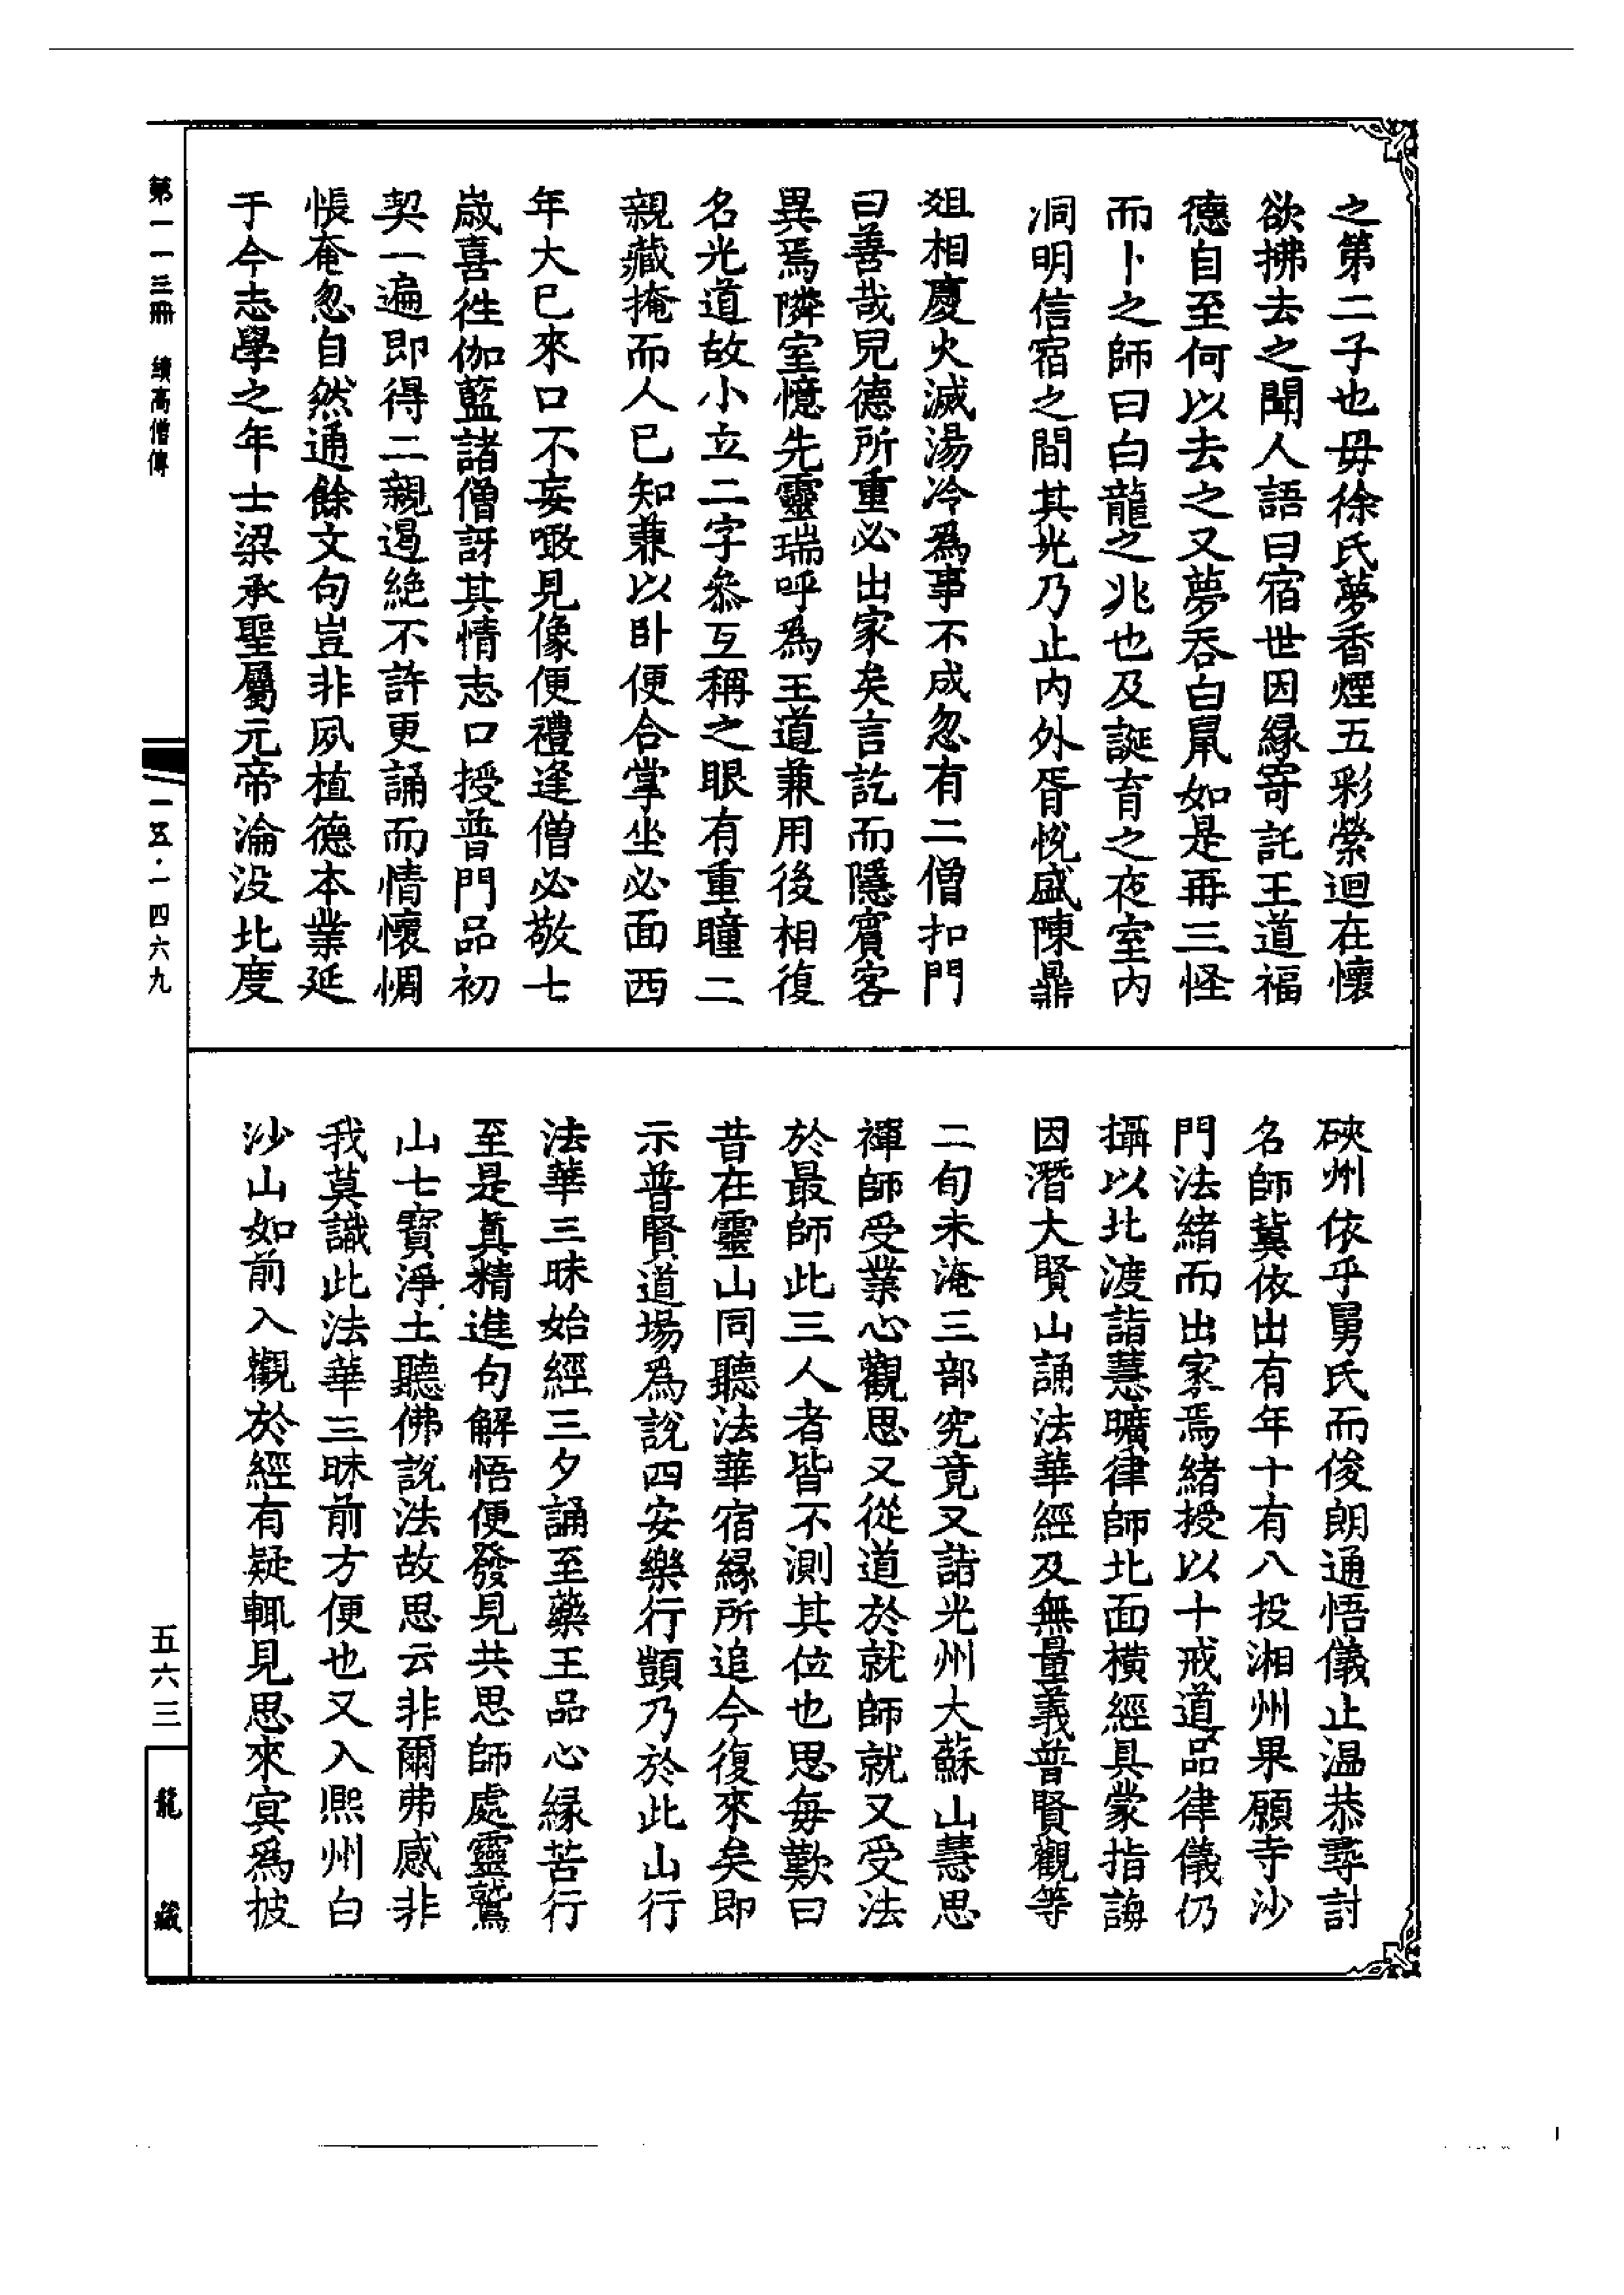 之第二子也毋徐氏夢香煙五彩縈迴在懷
欲拂去之聞人語曰宿世因緣寄託王道福
德自至何以去之又夢吞白鼠如是再三怪
而卜之師曰白龍之兆也及誕育之夜室內
洞明信宿之間其光乃止內外胥悅盛陳鼎
爼相慶火滅湯冷爲事不成忽有二僧扣門
曰善哉兒德所重必出家矣言訖而隱賓客
異焉隣室憶先靈瑞呼爲王道兼用後相復
名光道故小立二字叅互稱之眼有重瞳二
親藏掩而人已知兼以卧便合掌坐必面西
年大已來口不妄噉見像便禮逢僧必敬七
歲喜徃伽藍諸僧訝其情志口授普門品初
契一遍即得二親遏絶不許更誦而情懷惆
悵奄忽自然通餘文句豈非夙植德本業延
于今志學之年士梁承聖屬元帝淪没北度
硤州依乎舅氏而俊朗通悟儀止温恭尋討
名師冀依出有年十有八投湘州果願寺沙
門法緒而出家焉緒授以十戒道品律儀仍
攝以北渡詣慧曠律師北面橫經具蒙指誨
因潛大賢山誦法華經及無量義普賢觀等
二旬未淹三部究竟又詣光州大蘇山慧思
禪師受業心觀思又從道於就師就又受法
於最師此三人者皆不測其位也思每歎曰
昔在靈山同聽法華宿緣所追今復來矣即
示普賢道場爲說四安樂行顗乃於此山行
法華三昧始經三夕誦至藥王品心緣苦行
至是真精進句解悟便發見共思師處靈鷲
山七寶淨土聽佛說法故思云非爾弗感非
我莫識此法華三昧前方便也又入熈州白
沙山如前入觀於經有疑輒見思來冥爲披
第一一三冊 續高僧傳
一五·一四六九
五六三
龍藏